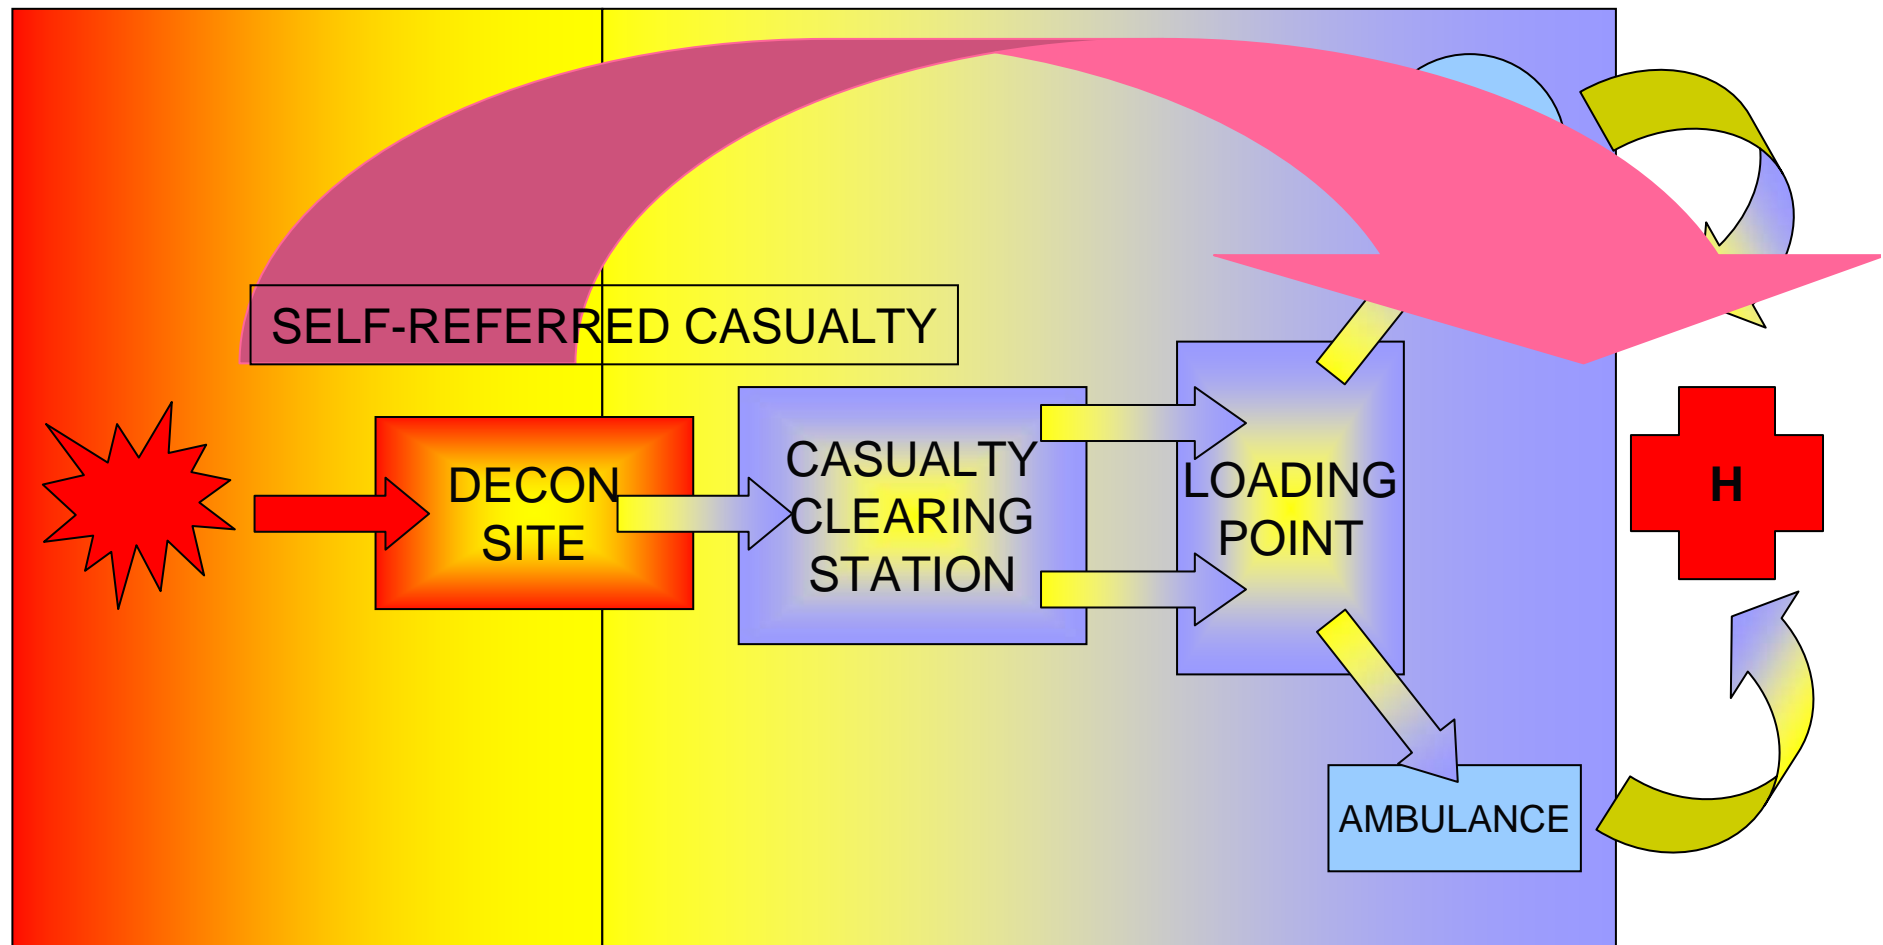 SELF-REFERRED CASUALTY
DECON
SITE
CASUALTY
CLEARING
STATION
LOADING
POINT
H
AMBULANCE